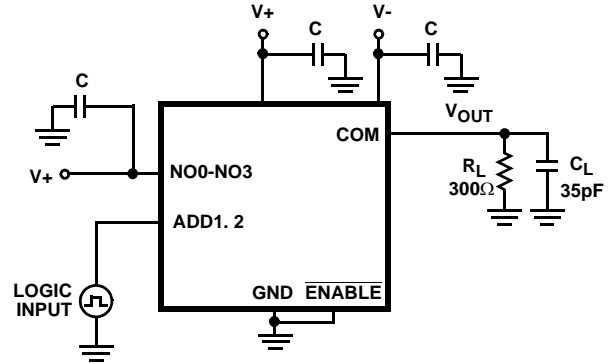 V+
V-
C
C
C
VOUT
COM
RL
300Ω
CL
35pF
V+
NO0-NO3
ADD1. 2
LOGIC
INPUT
GND
ENABLE